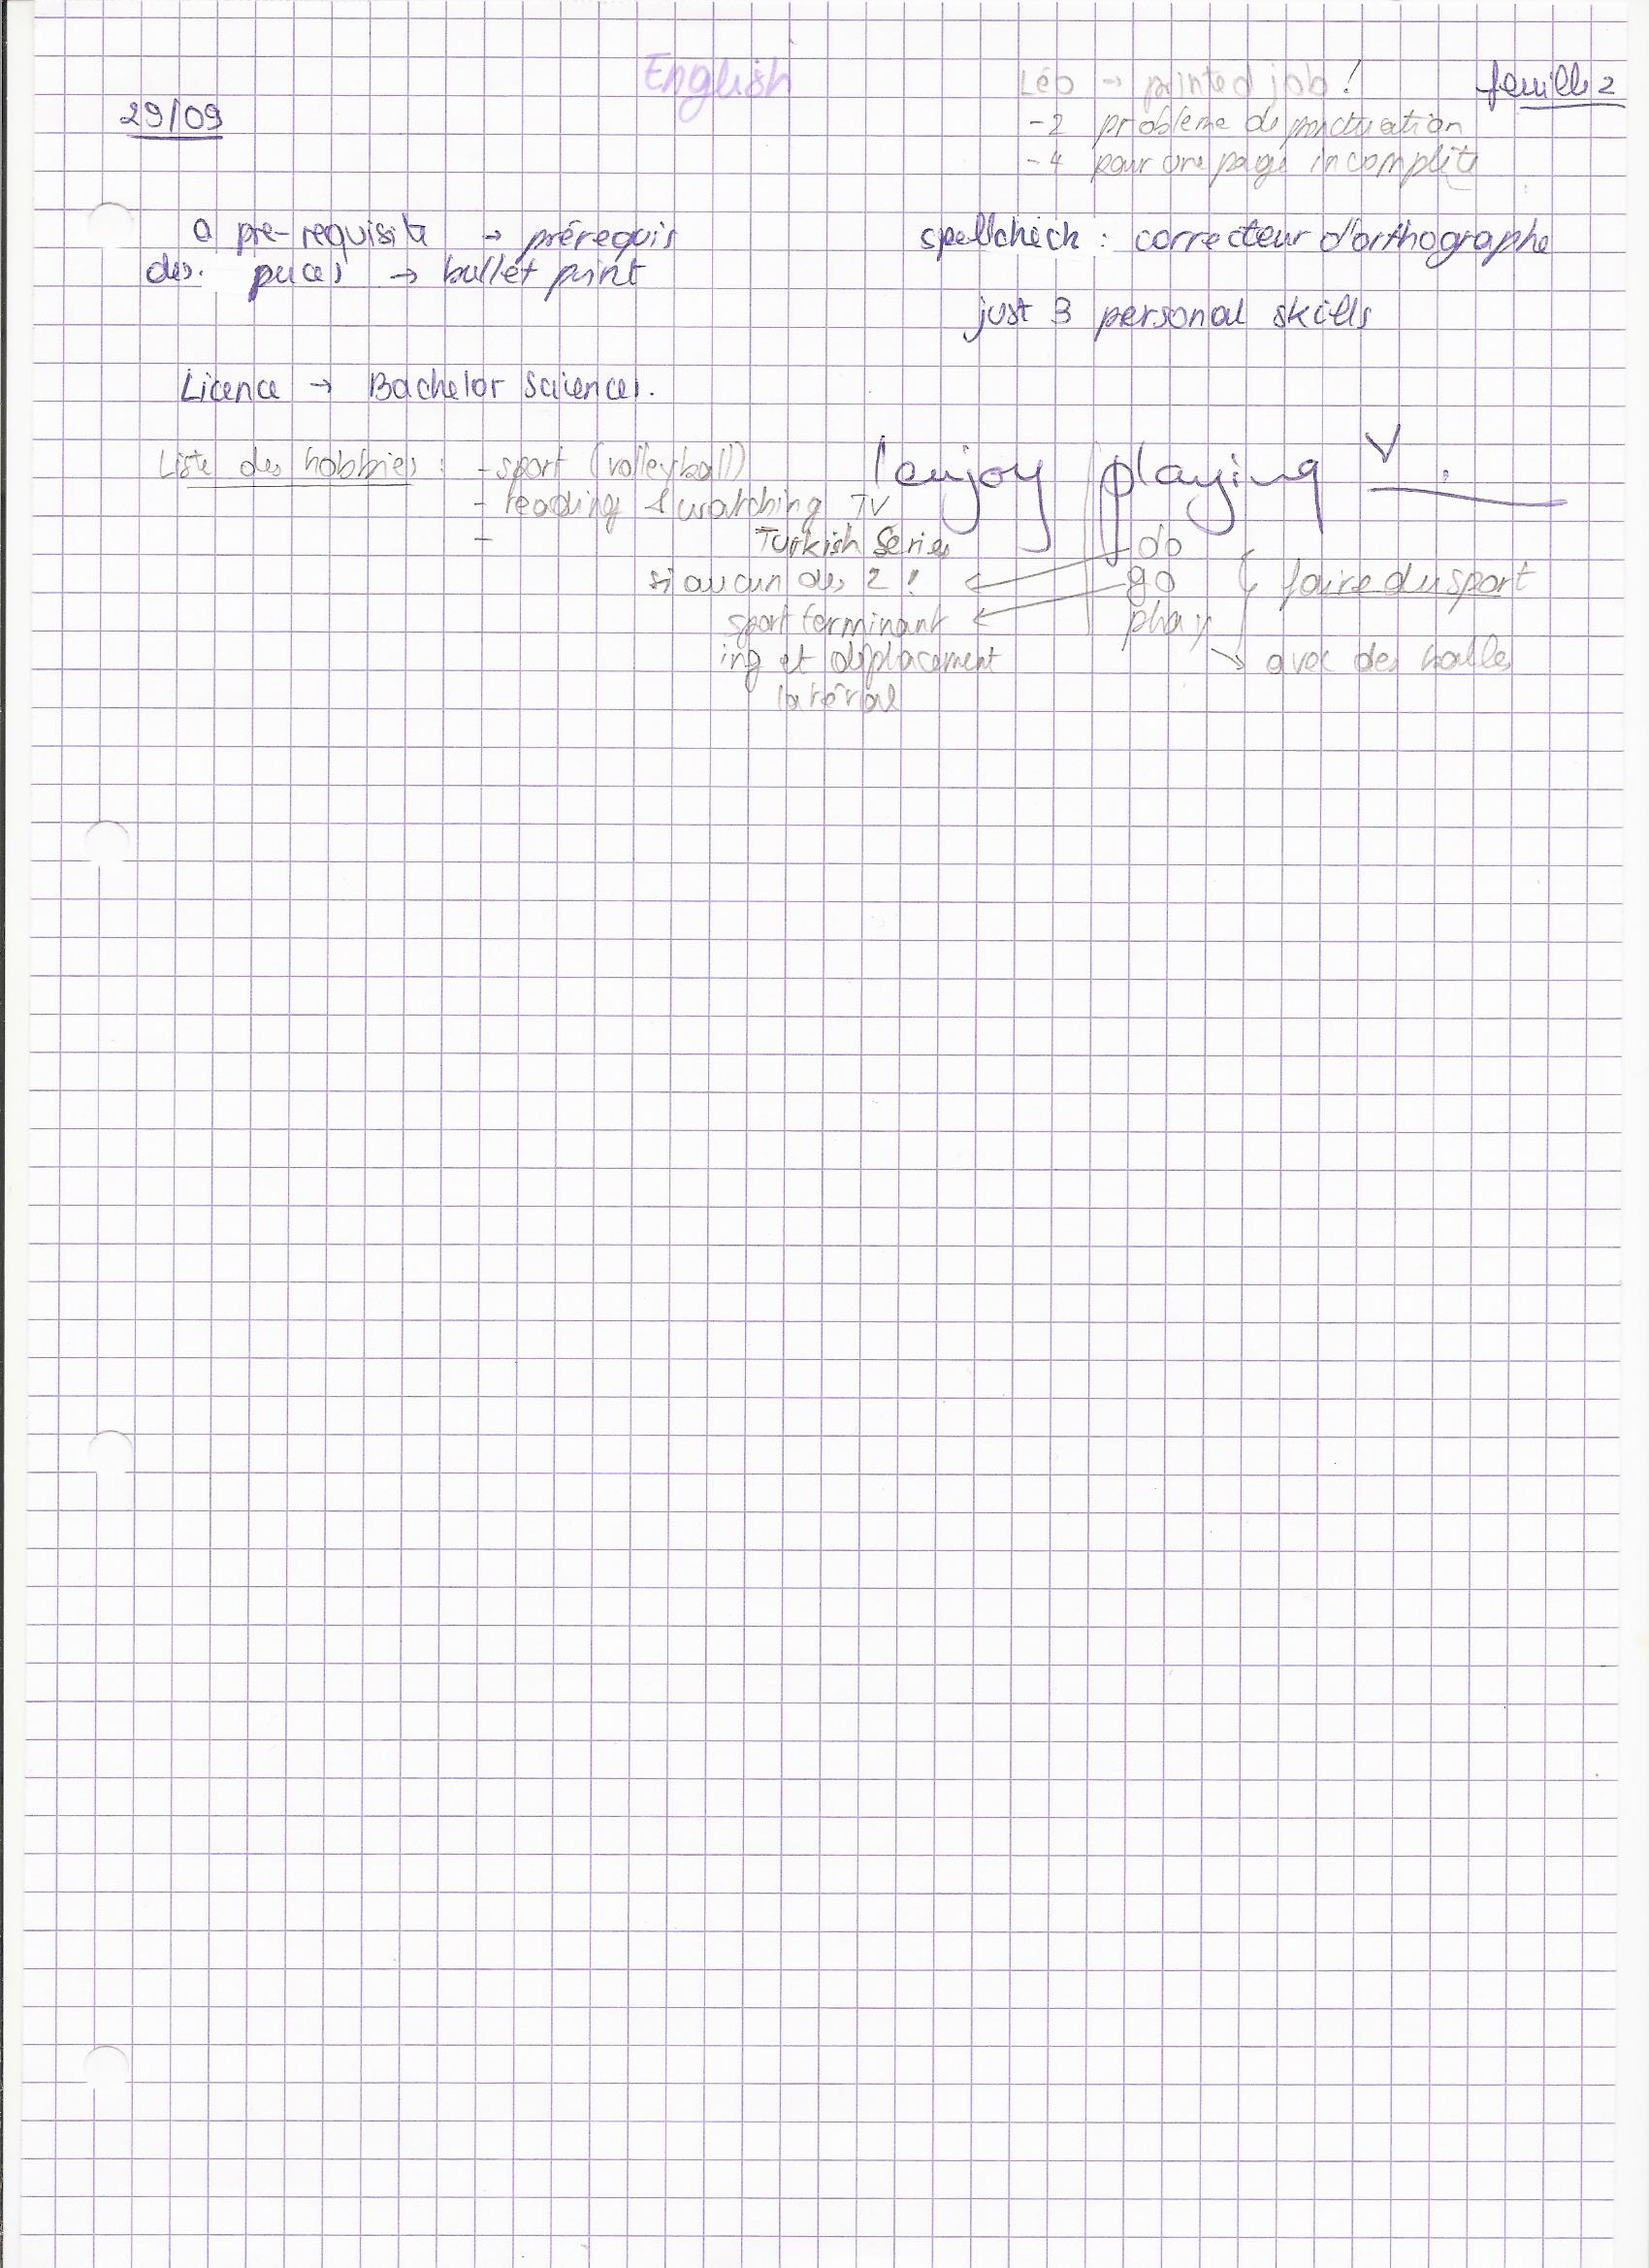 English
Léo → printed job !
feuille 2
29/09
-2 problème de ponctuation
-4 pour une page incomplète
a pre-requisite → prérequis
spellcheck : correcteur d'orthographe
des puces → bullet point
just 3 personal skills
Licence → Bachelor Sciences.
Liste des hobbies : - sport (volleyball)
I enjoy playing V .
- reading & watching TV
-
Turkish Series
do
si aucun des 2 !
go
faire du sport
sport terminant
play
ing et déplacement
avec des balles
latéral